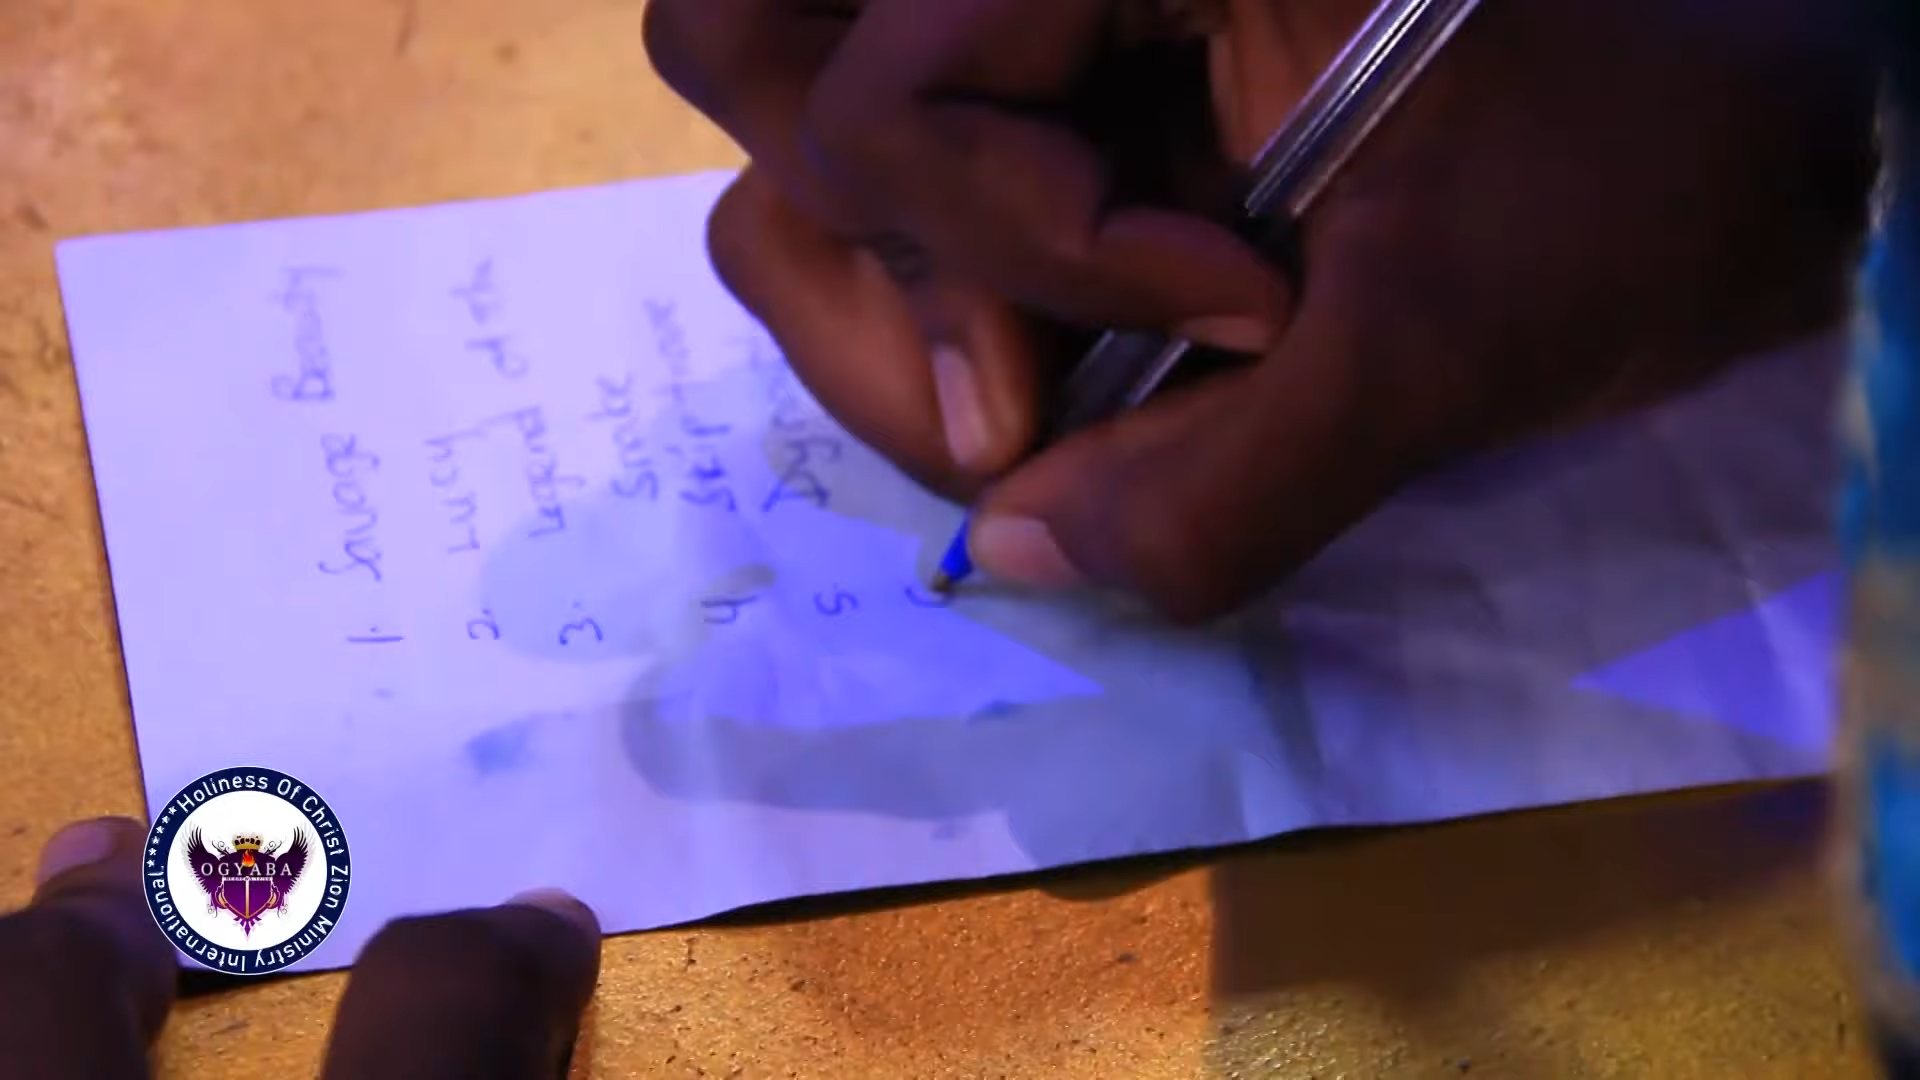 1. Savage Beauty
2. Lucy
3. Legend of the
Snake
4 Skip
5
Holiness Of Christ Zion Ministry International
OGYABA